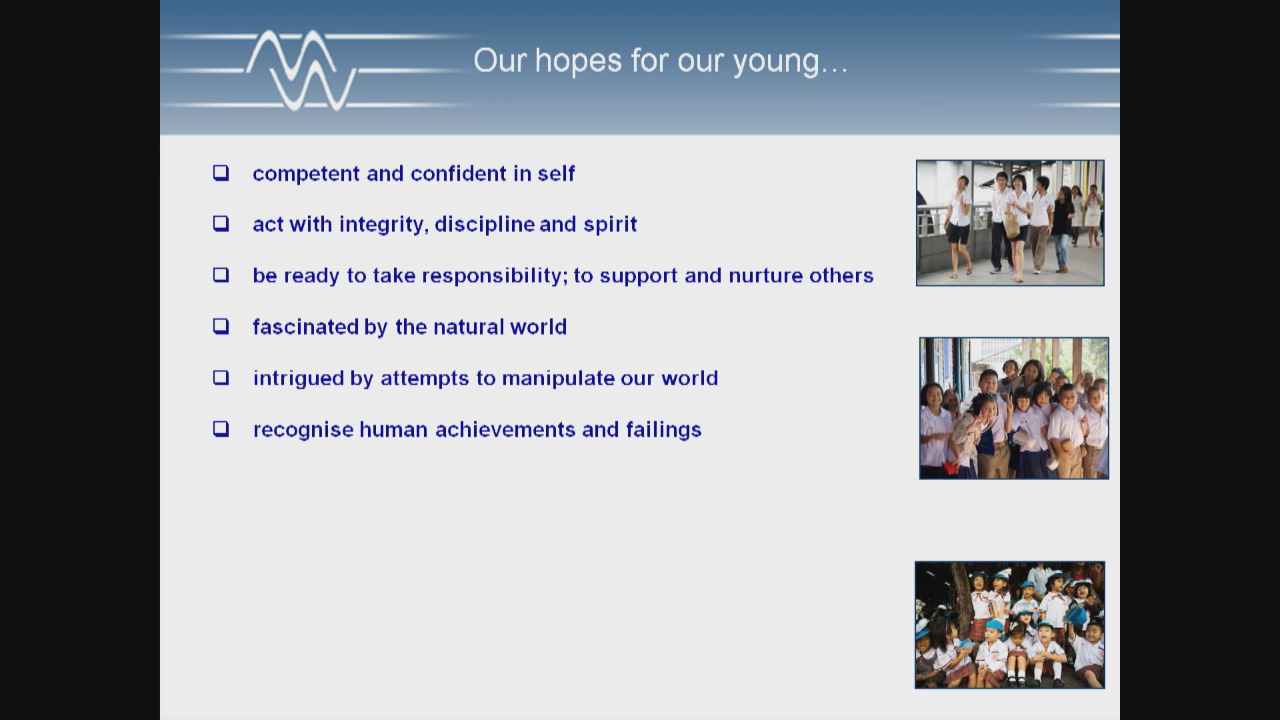 Our hopes for our young...
competent and confident in self
act with integrity, discipline and spirit
be ready to take responsibility; to support and nurture others
fascinated by the natural world
intrigued by attempts to manipulate our world
recognise human achievements and failings